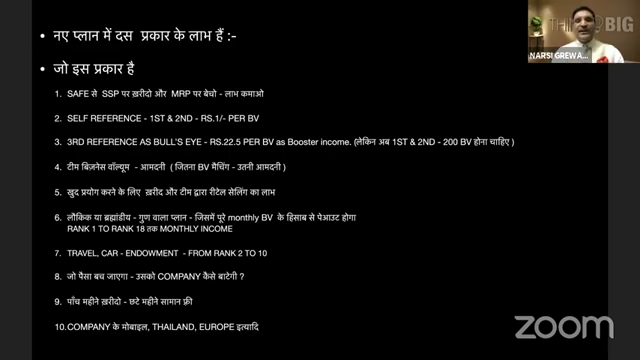 • नए प्लान में दस प्रकार के लाभ हैं :-
• जो इस प्रकार है
1. SAFE से SSP पर ख़रीदो और MRP पर बेचो - लाभ कमाओ
2. SELF REFERENCE - 1ST & 2ND - RS.1/- PER BV
3. 3RD REFERENCE AS BULL'S EYE - RS.22.5 PER BV as Booster income. (लेकिन अब 1ST & 2ND - 200 BV होना चाहिए )
4. टीम बिज़नेस वॉल्यूम - आमदनी ( जितना BV मैचिंग - उतनी आमदनी )
5. खुद प्रयोग करने के लिए ख़रीद और टीम द्वारा रीटेल सेलिंग का लाभ
6. लौकिक या ब्रह्मांडीय - गुण वाला प्लान - जिसमें पूरे monthly BV के हिसाब से पेआउट होगा
RANK 1 TO RANK 18 तक MONTHLY INCOME
7. TRAVEL, CAR - ENDOWMENT - FROM RANK 2 TO 10
8. जो पैसा बच जाएगा - उसको COMPANY कैसे बाटेगी ?
9. पाँच महीने ख़रीदो - छटे महीने सामान फ़्री
10. COMPANY के मोबाइल, THAILAND, EUROPE इत्यादि
BIG
NARSI GREWA...
zoom